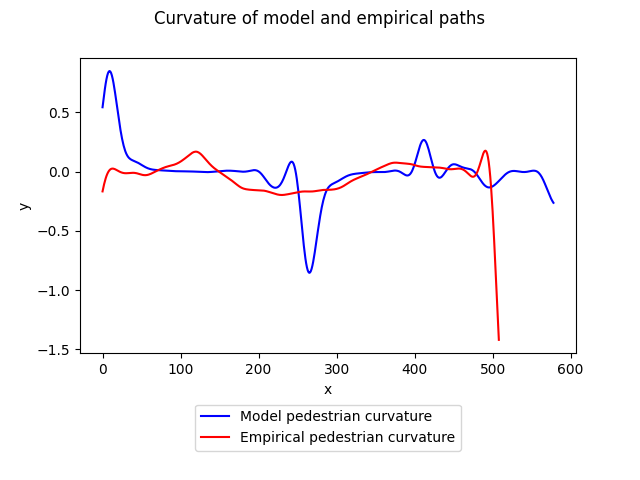 Curvature of model and empirical paths
y
0.5
0.0
−0.5
−1.0
−1.5
0 100 200 300 400 500 600
x
Model pedestrian curvature
Empirical pedestrian curvature